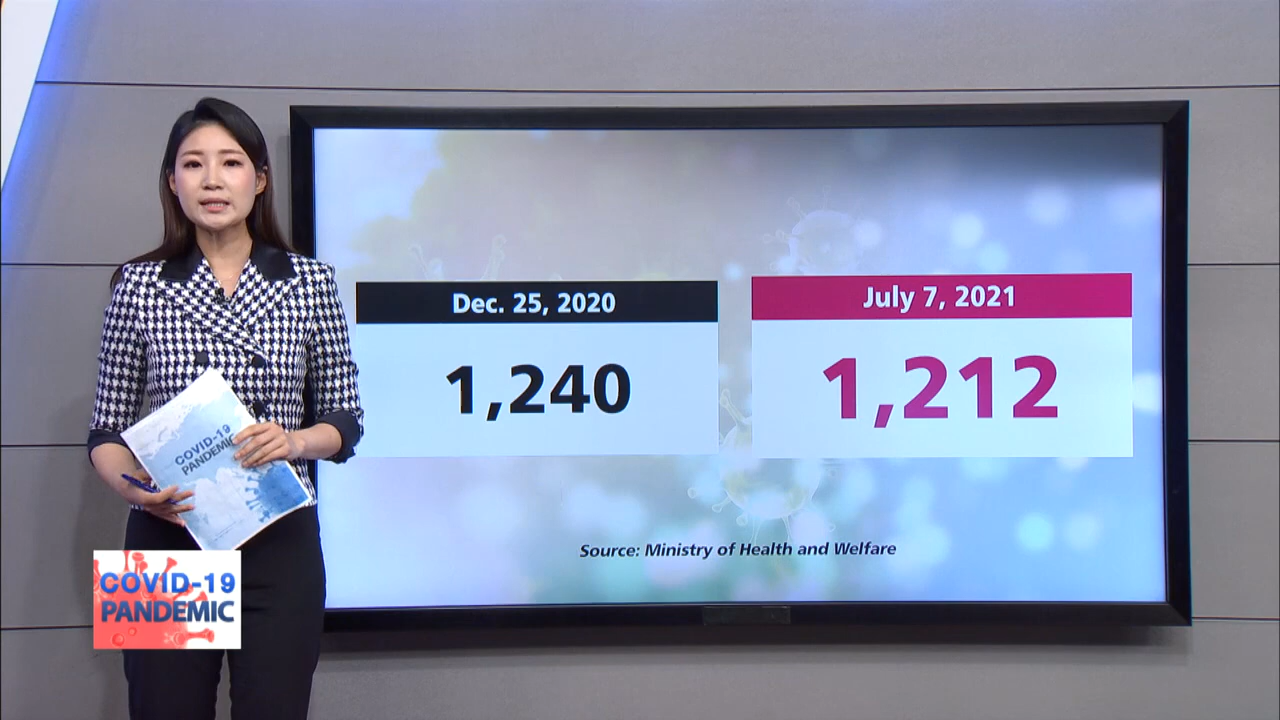 Dec. 25, 2020
1,240
July 7, 2021
1,212
Source: Ministry of Health and Welfare
COVID-19
PANDEMIC
COVID-19
PANDEMIC